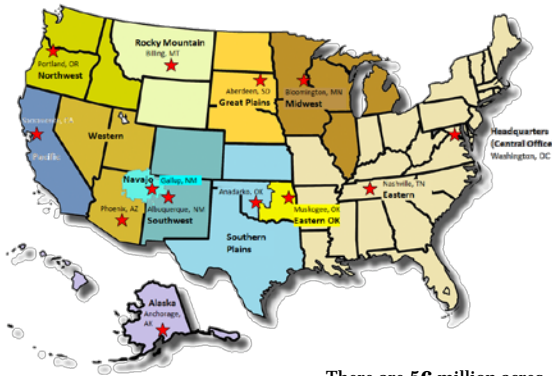 Rocky Mountain
Billing, MT
Portland, OR
Northwest
Aberdeen, SD
Great Plains
Bloomington, MN
Midwest
Sacramento, CA
Pacific
Western
Headquarters
(Central Office
Washington, DC
Navajo
Gallup, NM
Anadarko, OK
Nashville, TN
Eastern
Phoenix, AZ
Albuquerque, NM
Southwest
Muskogee, OK
Eastern OK
Southern
Plains
Alaska
Anchorage,
AK
There are 56 million acres